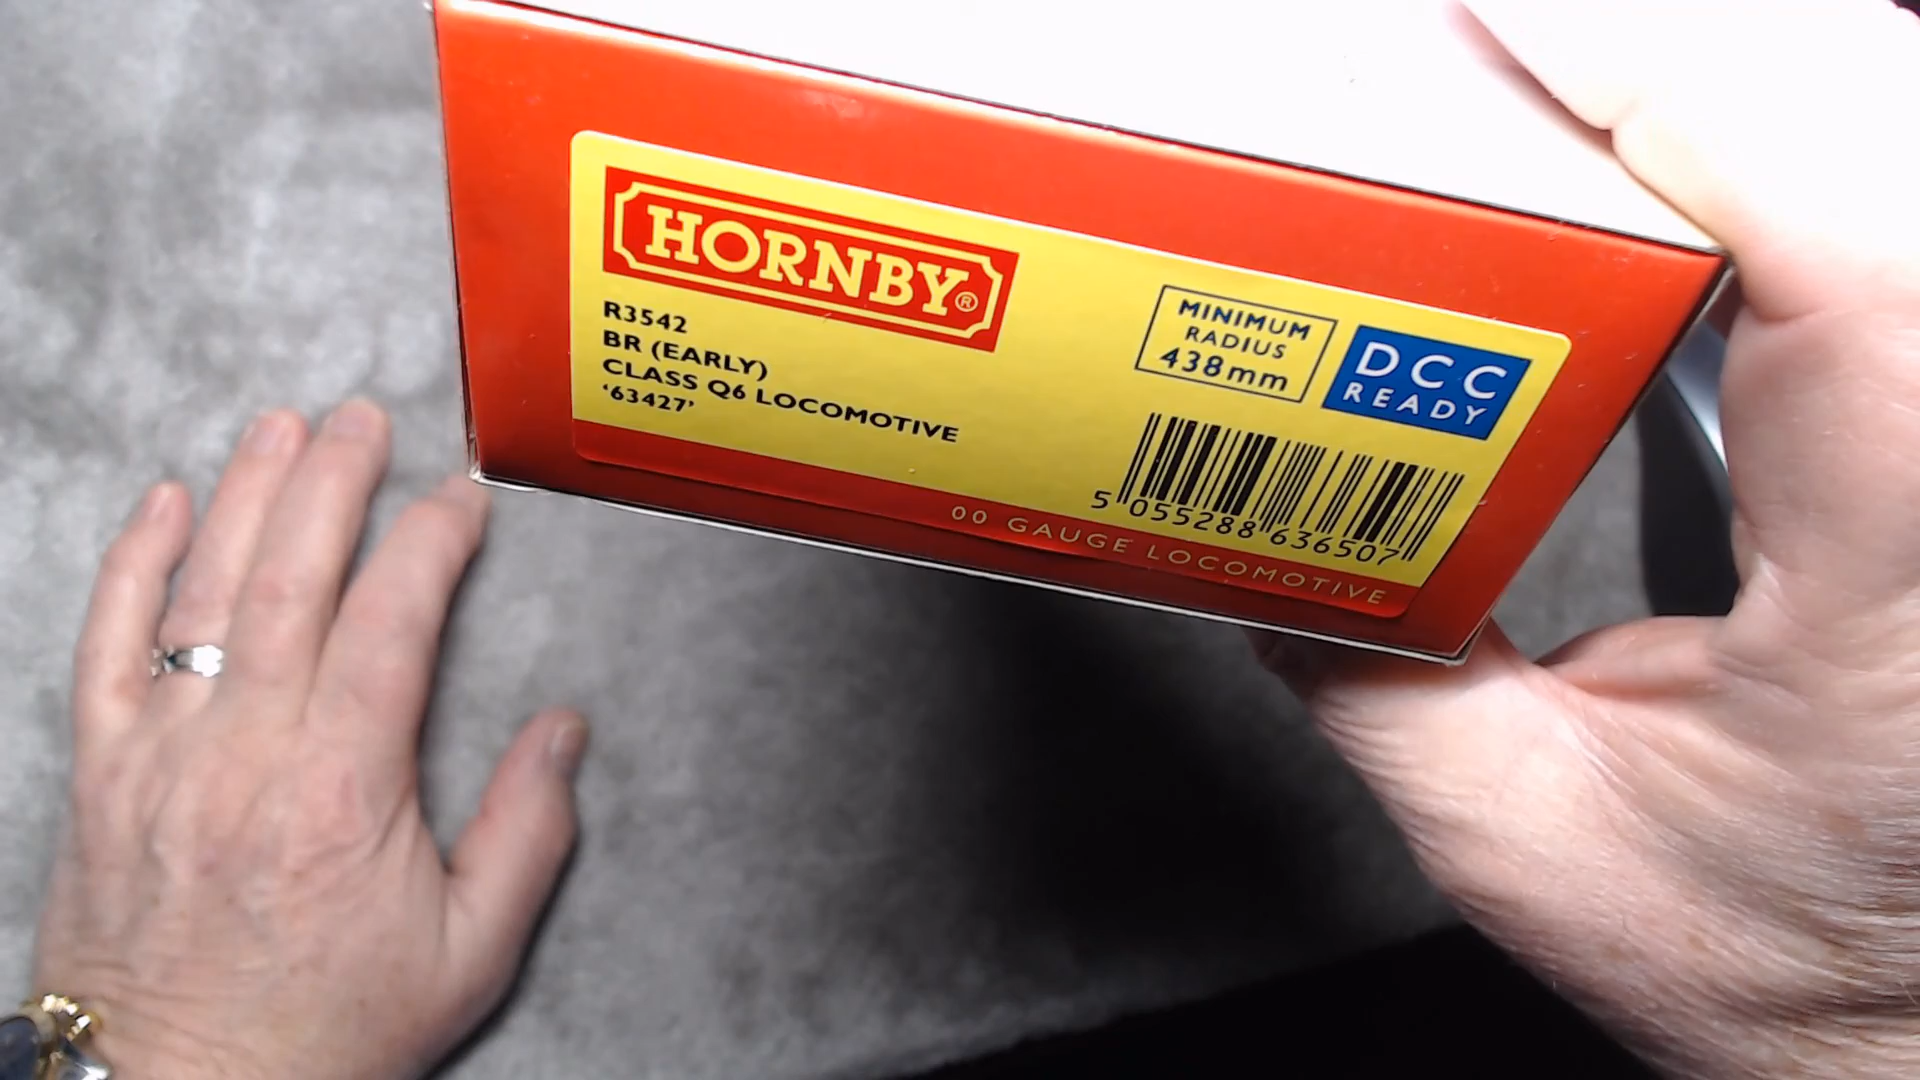 HORNBY®
R3542
BR (EARLY)
CLASS Q6 LOCOMOTIVE
‘63427’
MINIMUM
RADIUS
438mm
DCC
READY
5 055288 636507
00 GAUGE LOCOMOTIVE